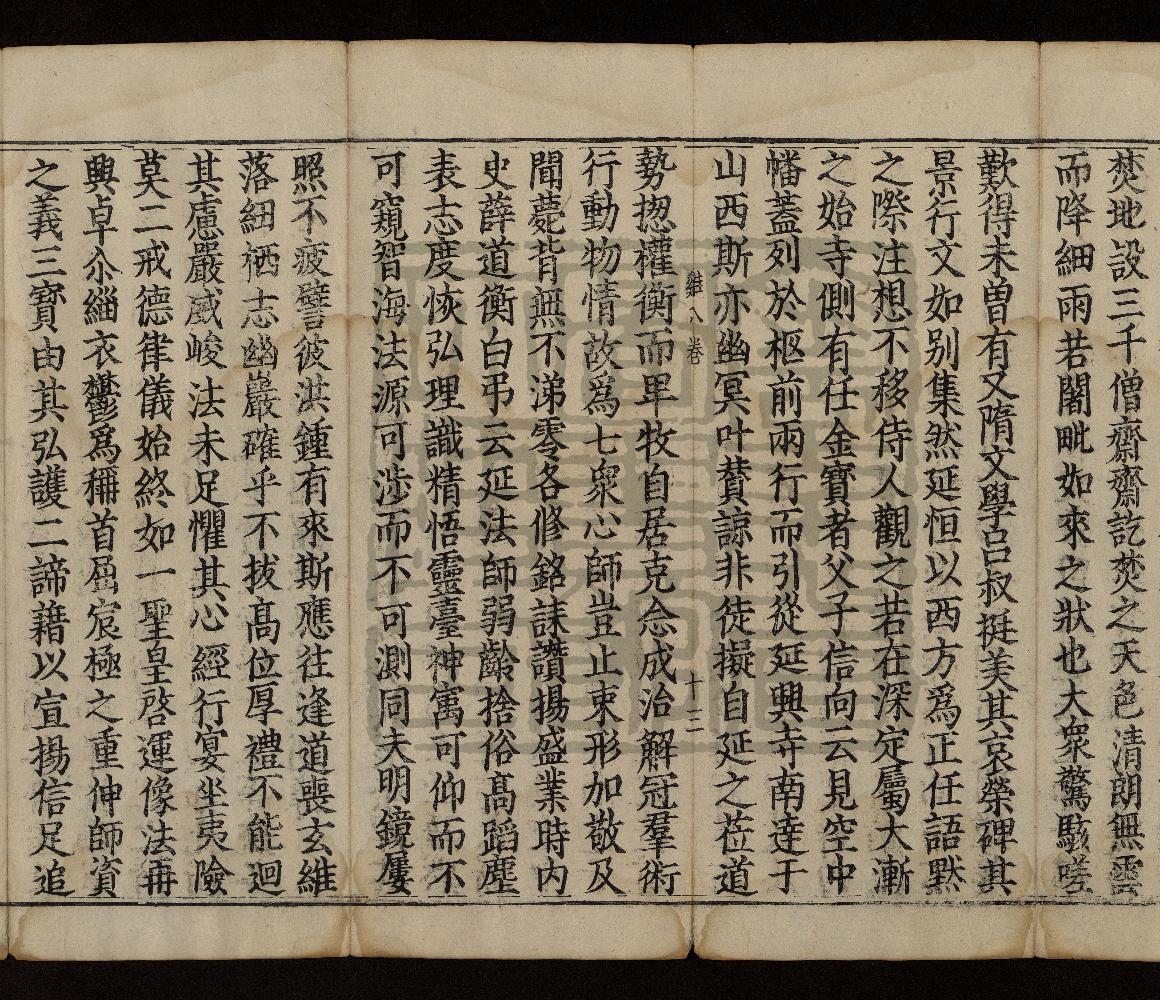 焚地設三千僧齋齋訖焚之天色清朗無雲
而降細雨若闍毗如來之狀也大衆驚駭嗟
歎得未曾有又隋文學呂叔挺美其哀榮碑其
景行文如别集然延恒以西方爲正任語默
之際注想不移侍人觀之若在深定屬大漸
之始寺側有任金寶者父子信向云見空中
幡蓋列於柩前兩行而引從延興寺南達于
山西斯亦幽冥叶賛諒非徒擬自延之莅道
雞八卷 十三
勢揔權衡而卑牧自居克念成治解冠羣術
行動物情故爲七衆心師豈止束形加敬及
聞薨背無不涕零各修銘誄讚揚盛業時内
史薛道衡白弔云延法師弱齡捨俗高蹈塵
表志度恢弘理識精悟靈臺神㝢可仰而不
可窺智海法源可涉而不可測同夫明鏡屢
照不疲譬彼洪鍾有來斯應往逢道喪玄維
落紐栖志幽巖確乎不拔高位厚禮不能迴
其慮嚴威峻法未足懼其心經行宴坐夷險
莫二戒德律儀始終如一聖皇啓運像法再
興卓尒緇衣鬱爲稱首屈宸極之重伸師資
之義三寶由其弘護二諦藉以宣揚信足追